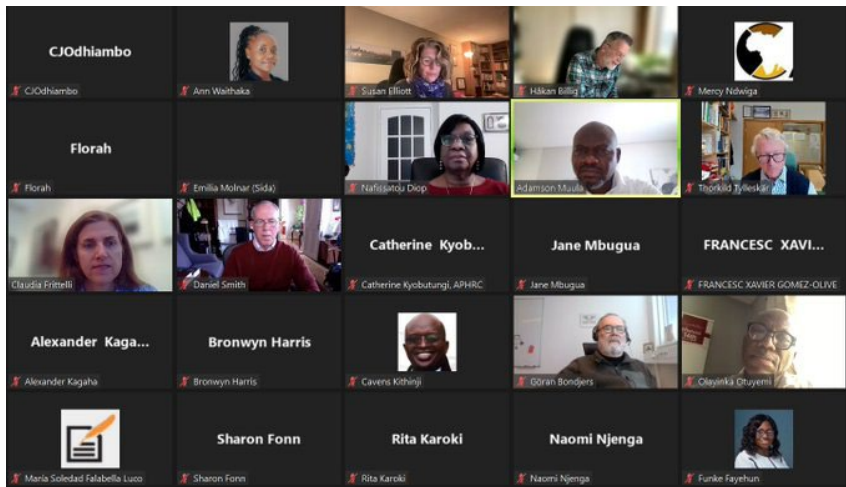 CJOdhiambo
CJOdhiambo
Ann Waithaka
Susan Elliott
Håkan Billig
Mercy Ndwiga
Florah
Florah
Emilia Molnar (Sida)
Nafissatou Diop
Adamson Muula
Thorkild Tylleskär
Claudia Frittelli
Daniel Smith
Catherine Kyob...
Catherine Kyobutungi, APHRC
Jane Mbugua
Jane Mbugua
FRANCESC XAVI...
FRANCESC XAVIER GOMEZ-OLIVE
Alexander Kaga...
Alexander Kagaha
Bronwyn Harris
Bronwyn Harris
Cavens Kithinji
Göran Bondjers
Olayinka Otuyemi
María Soledad Falabella Luco
Sharon Fonn
Sharon Fonn
Rita Karoki
Rita Karoki
Naomi Njenga
Naomi Njenga
Funke Fayehun